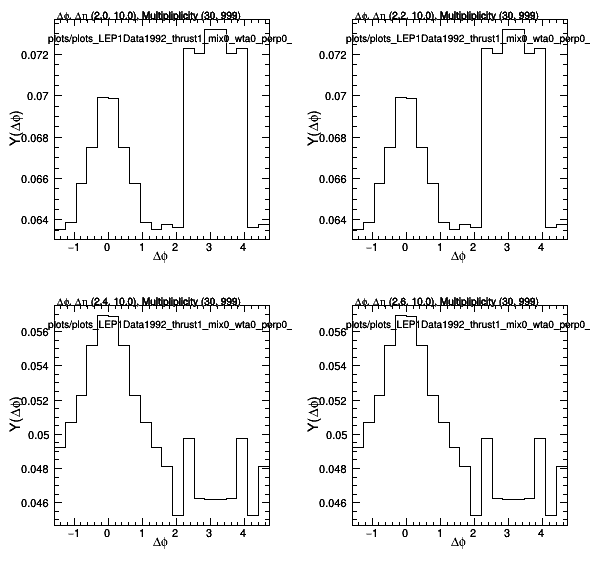 Δϕ, Δη (2.0, 10.0), Multipliplicity (30, 999)
plots/plots_LEP1Data1992_thrust1_mix0_wta0_perp0_
0.072
0.07
0.068
0.066
0.064
Y(Δϕ)
−1 0 1 2 3 4
Δϕ
Δϕ, Δη (2.2, 10.0), Multipliplicity (30, 999)
plots/plots_LEP1Data1992_thrust1_mix0_wta0_perp0_
0.072
0.07
0.068
0.066
0.064
Y(Δϕ)
−1 0 1 2 3 4
Δϕ
Δϕ, Δη (2.4, 10.0), Multipliplicity (30, 999)
plots/plots_LEP1Data1992_thrust1_mix0_wta0_perp0_
0.056
0.054
0.052
0.05
0.048
0.046
Y(Δϕ)
−1 0 1 2 3 4
Δϕ
Δϕ, Δη (2.6, 10.0), Multipliplicity (30, 999)
plots/plots_LEP1Data1992_thrust1_mix0_wta0_perp0_
0.056
0.054
0.052
0.05
0.048
0.046
Y(Δϕ)
−1 0 1 2 3 4
Δϕ